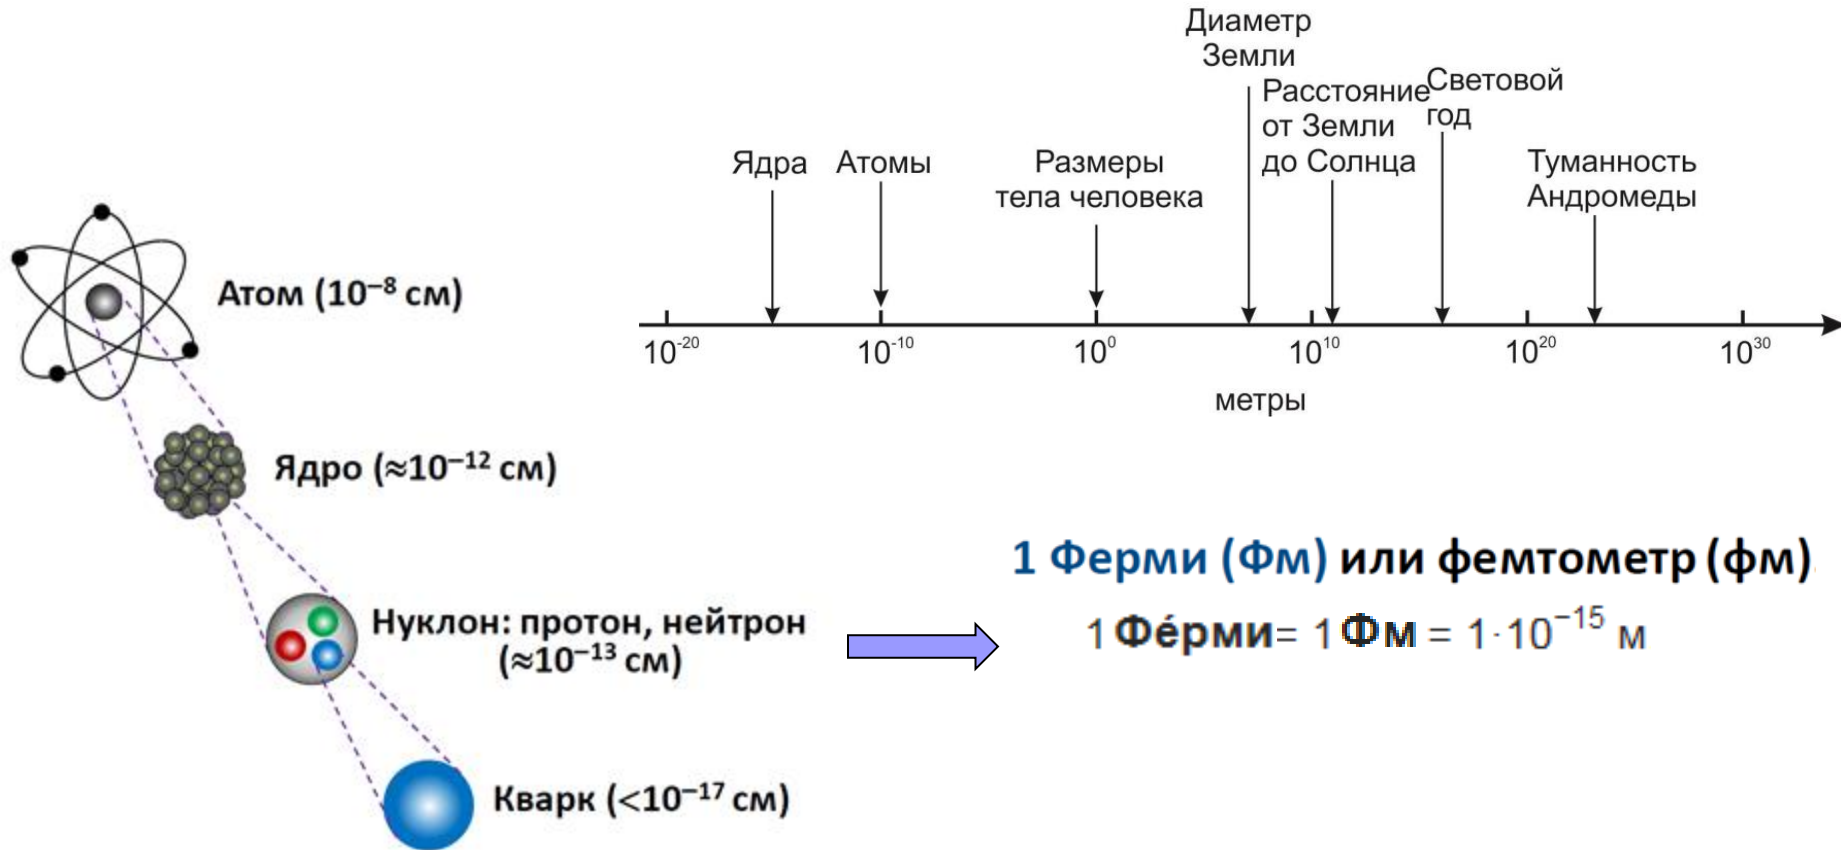 Диаметр
Земли
Расстояние
от Земли
до Солнца
Световой
год
Ядра
Атомы
Размеры
тела человека
Туманность
Андромеды
10⁻²⁰
10⁻¹⁰
10⁰
10¹⁰
10²⁰
10³⁰
метры
Атом (10⁻⁸ см)
Ядро (≈10⁻¹² см)
Нуклон: протон, нейтрон
(≈10⁻¹³ см)
Кварк (<10⁻¹⁷ см)
1 Ферми (Фм) или фемтометр (фм)
1 Фе́рми= 1 Фм = 1·10⁻¹⁵ м